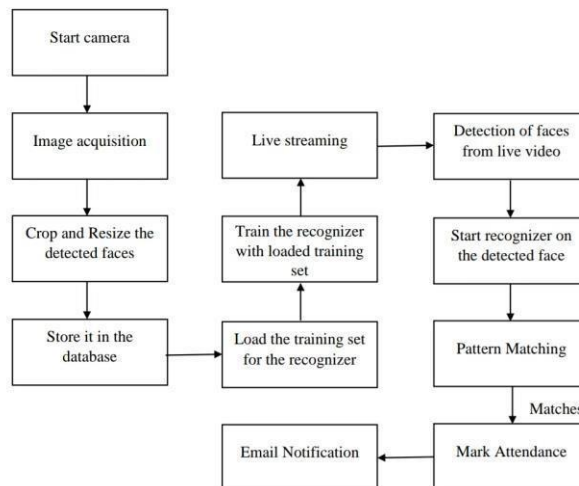 Start camera
Image acquisition
Crop and Resize the
detected faces
Store it in the
database
Load the training set
for the recognizer
Train the recognizer
with loaded training
set
Live streaming
Detection of faces
from live video
Start recognizer on
the detected face
Pattern Matching
Matches
Mark Attendance
Email Notification